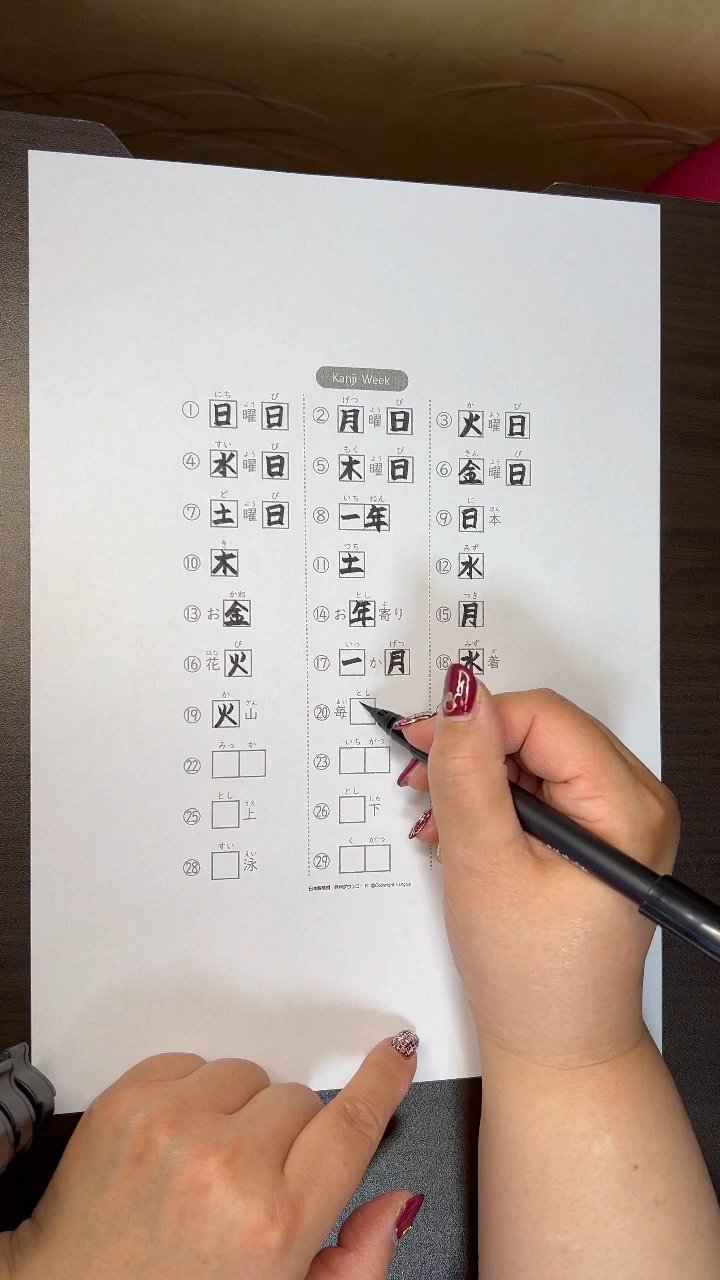 Kanji Week
にち よう び げつ よう び か よう び
① 日曜日 ② 月曜日 ③ 火曜日
すい よう び もく よう び きん よう び
④ 水曜日 ⑤ 木曜日 ⑥ 金曜日
ど よう び いち ねん に ほん
⑦ 土曜日 ⑧ 一年 ⑨ 日本
き つち みず
⑩ 木 ⑪ 土 ⑫ 水
かね とし よ つき
⑬ お金 ⑭ お年寄り ⑮ 月
はな び いっ げつ みず ぎ
⑯ 花火 ⑰ 一か月 ⑱ 水着
か ざん まい とし
⑲ 火山 ⑳ 毎
みっ か いち がつ
㉒ ㉓
とし うえ とし した
㉕ 上 ㉖ 下
すい えい く がつ
㉘ 泳 ㉙